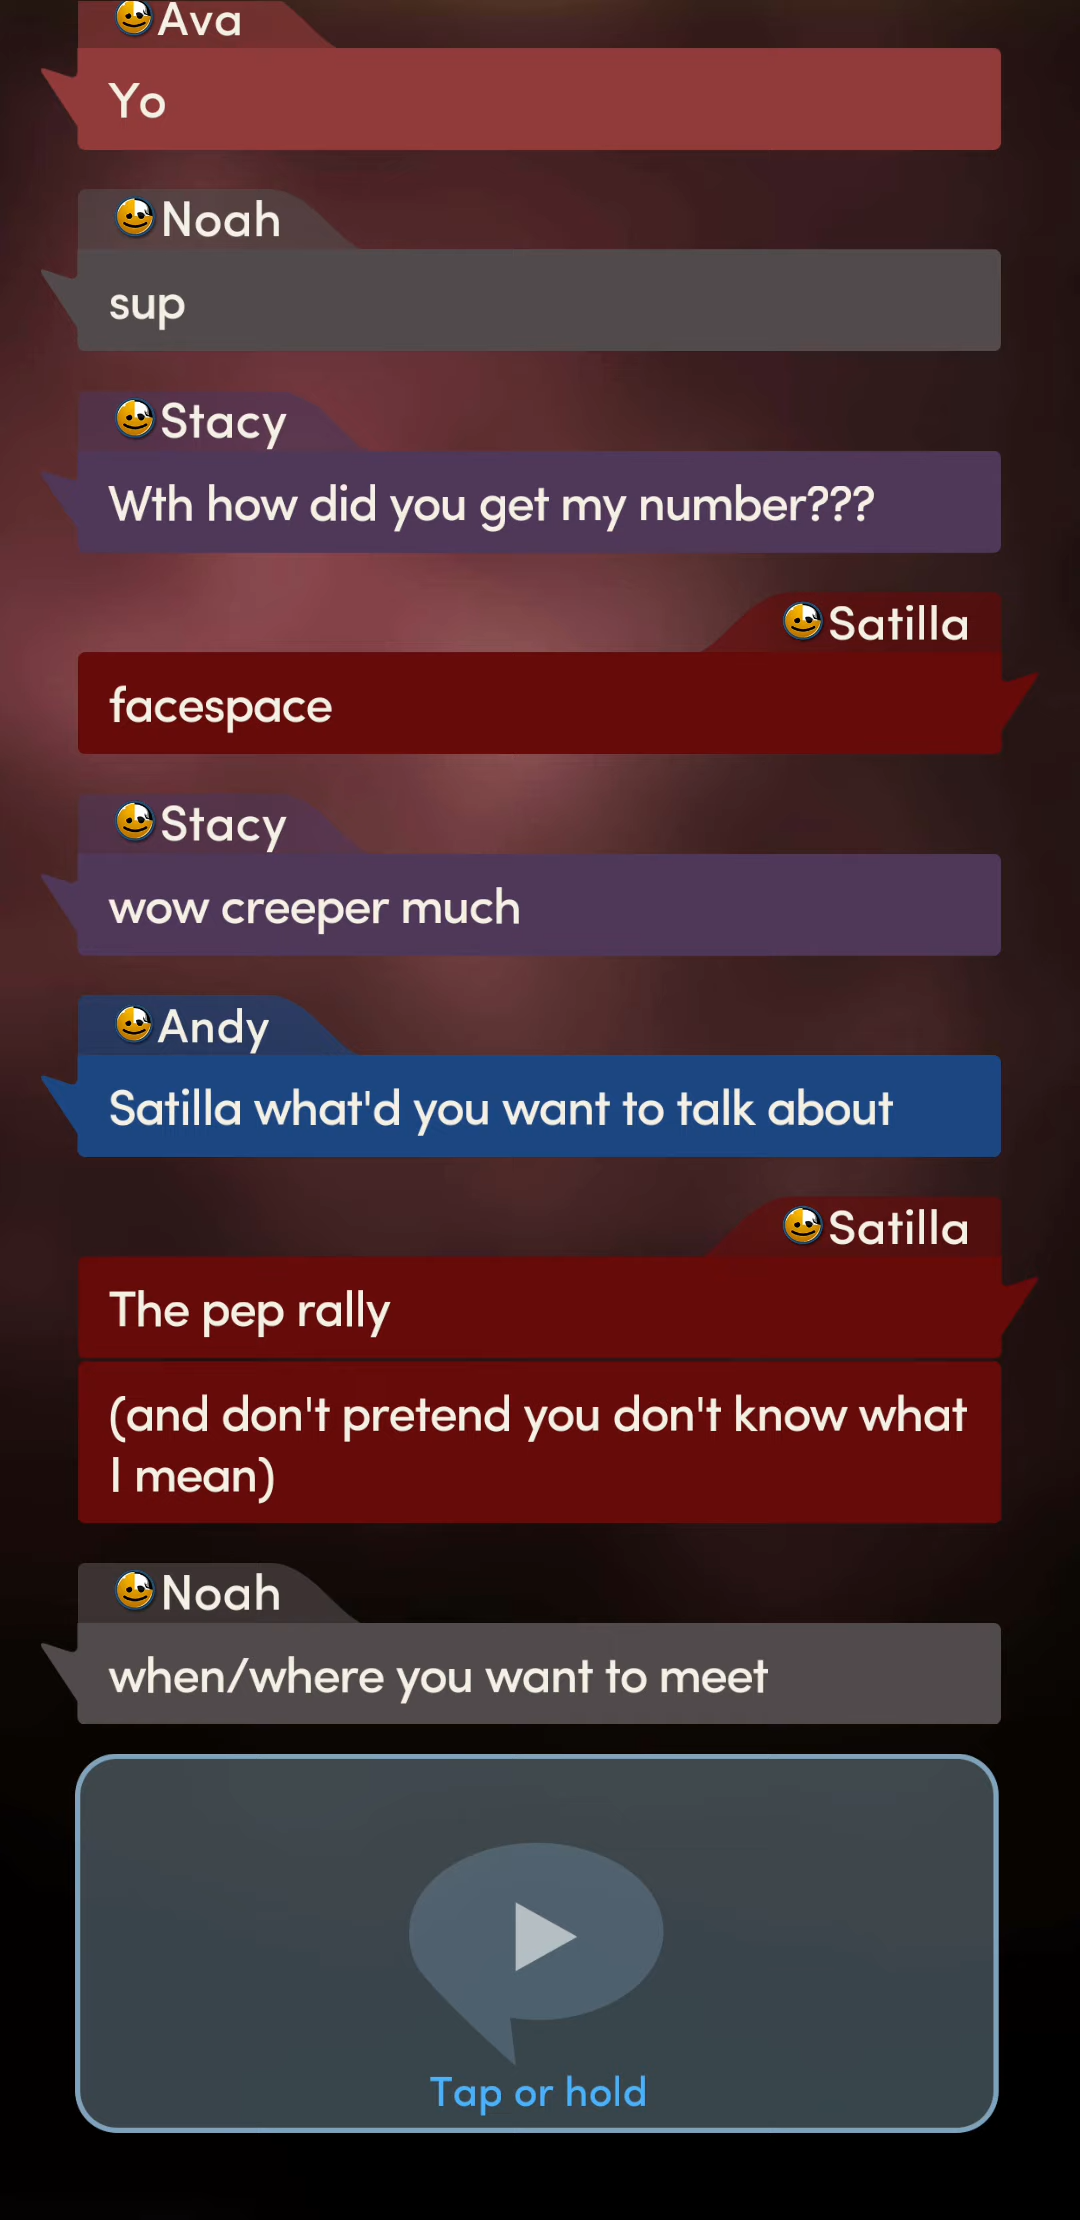 Ava
Yo
Noah
sup
Stacy
Wth how did you get my number???
Satilla
facespace
Stacy
wow creeper much
Andy
Satilla what'd you want to talk about
Satilla
The pep rally
(and don't pretend you don't know what
I mean)
Noah
when/where you want to meet
Tap or hold